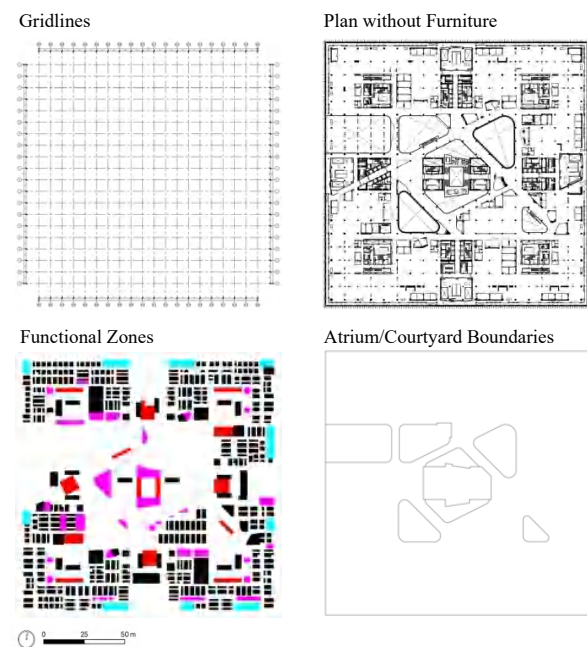 Gridlines
Plan without Furniture
Functional Zones
Atrium/Courtyard Boundaries
0 25 50 m